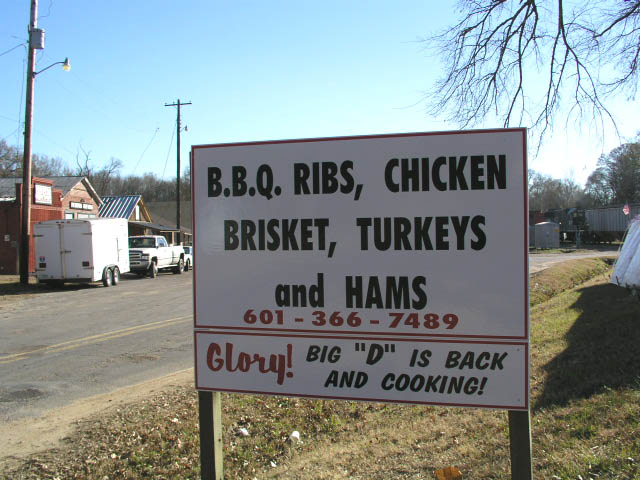 B.B.Q. RIBS, CHICKEN
BRISKET, TURKEYS
and HAMS
601 - 366 - 7489
Glory! BIG "D" IS BACK
AND COOKING!